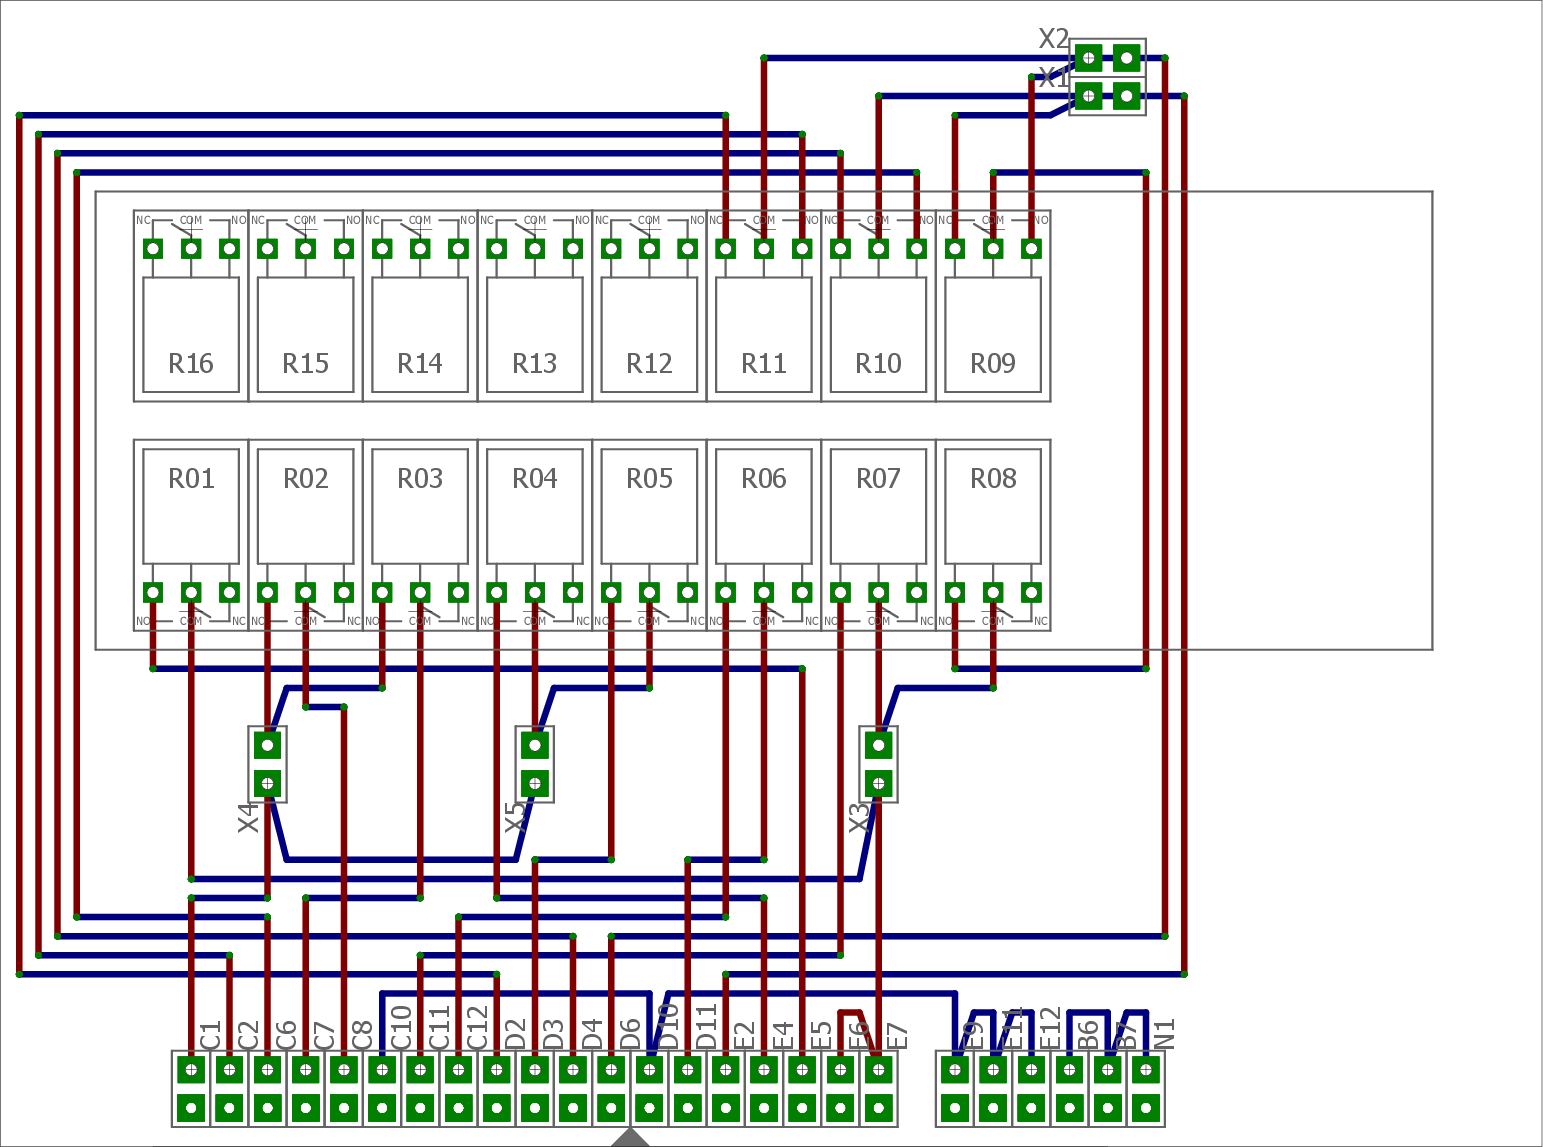 X2
X1
NC COM NO NC COM NO NC COM NO NC COM NO NC COM NO NC COM NO NC COM NO NC COM NO
R16 R15 R14 R13 R12 R11 R10 R09
R01 R02 R03 R04 R05 R06 R07 R08
NO COM NC NO COM NC NO COM NC NO COM NC NO COM NC NO COM NC NO COM NC NO COM NC
X4 X5 X3
C1 C2 C6 C7 C8 C10 C11 C12 D2 D3 D4 D6 D10 D11 E2 E4 E5 E6 E7 E9 E11 E12 B6 B7 N1